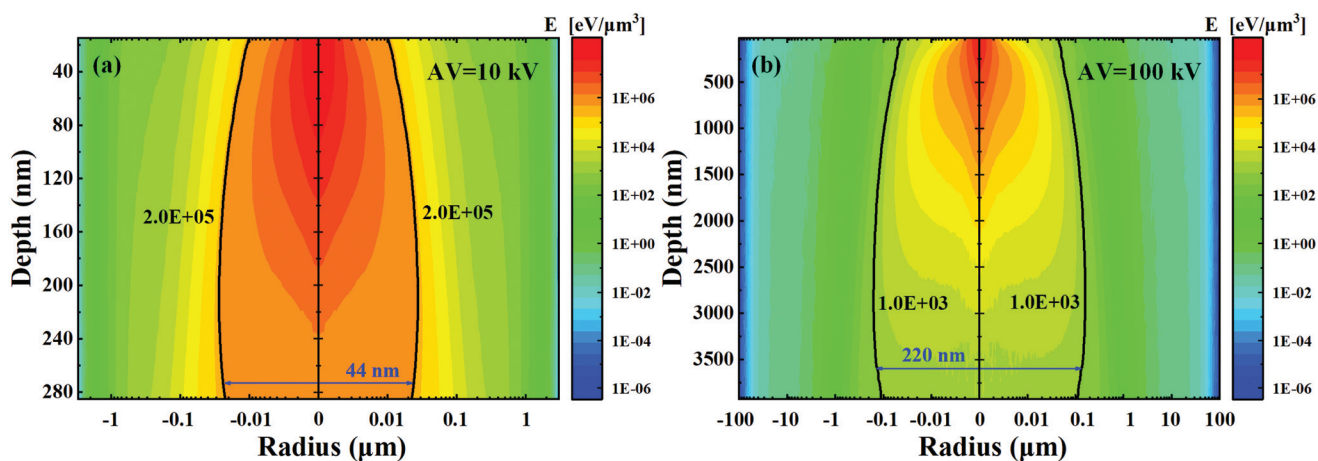 E [eV/µm³]
(a)
AV=10 kV
40
80
120
160
200
240
280
Depth (nm)
2.0E+05
2.0E+05
44 nm
-1
-0.1
-0.01
0
0.01
0.1
1
Radius (µm)
1E+06
1E+04
1E+02
1E+00
1E-02
1E-04
1E-06
E [eV/µm³]
(b)
AV=100 kV
500
1000
1500
2000
2500
3000
3500
Depth (nm)
1.0E+03
1.0E+03
220 nm
-100
-10
-1
-0.1
-0.01
0
0.01
0.1
1
10
100
Radius (µm)
1E+06
1E+04
1E+02
1E+00
1E-02
1E-04
1E-06